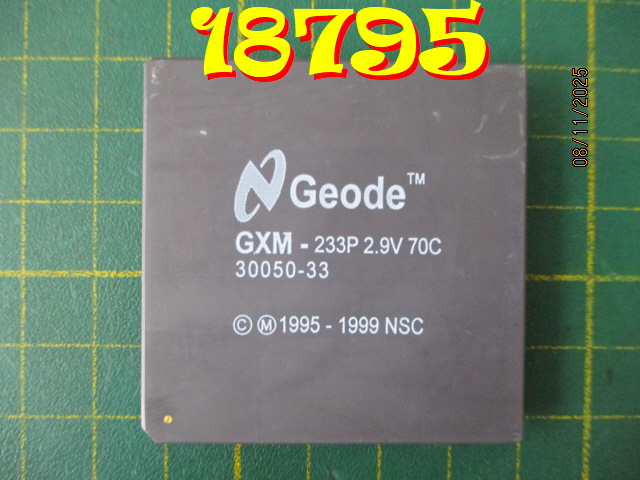 18795
08/11/2025
Geode™
GXM - 233P 2.9V 70C
30050-33
©Ⓜ1995 - 1999 NSC